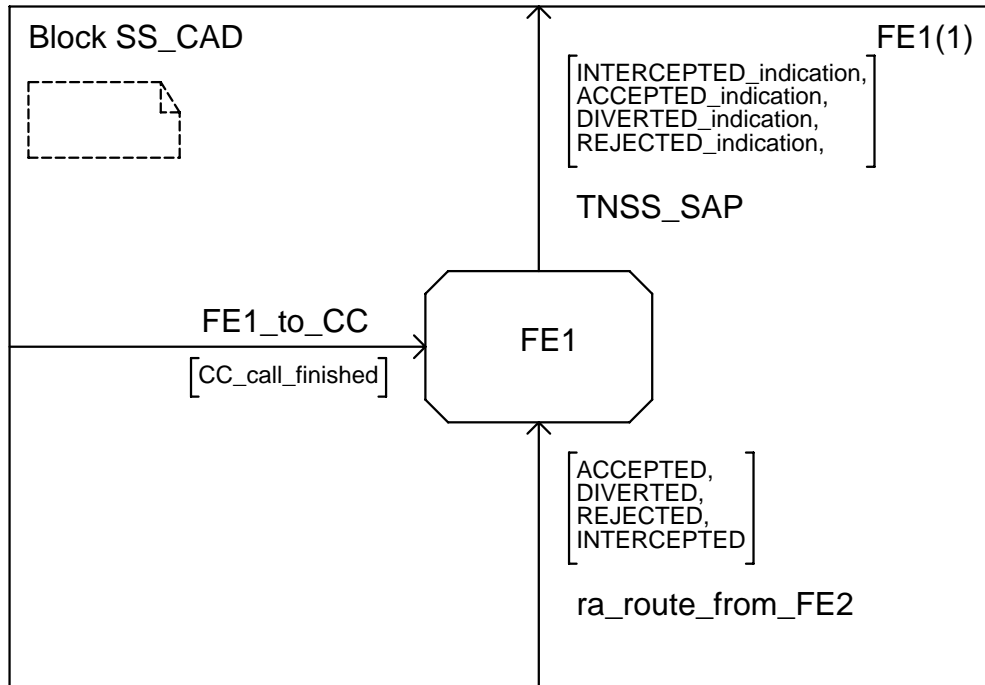 Block SS_CAD
FE1(1)
INTERCEPTED_indication,
ACCEPTED_indication,
DIVERTED_indication,
REJECTED_indication,
TNSS_SAP
FE1_to_CC
CC_call_finished
FE1
ACCEPTED,
DIVERTED,
REJECTED,
INTERCEPTED
ra_route_from_FE2